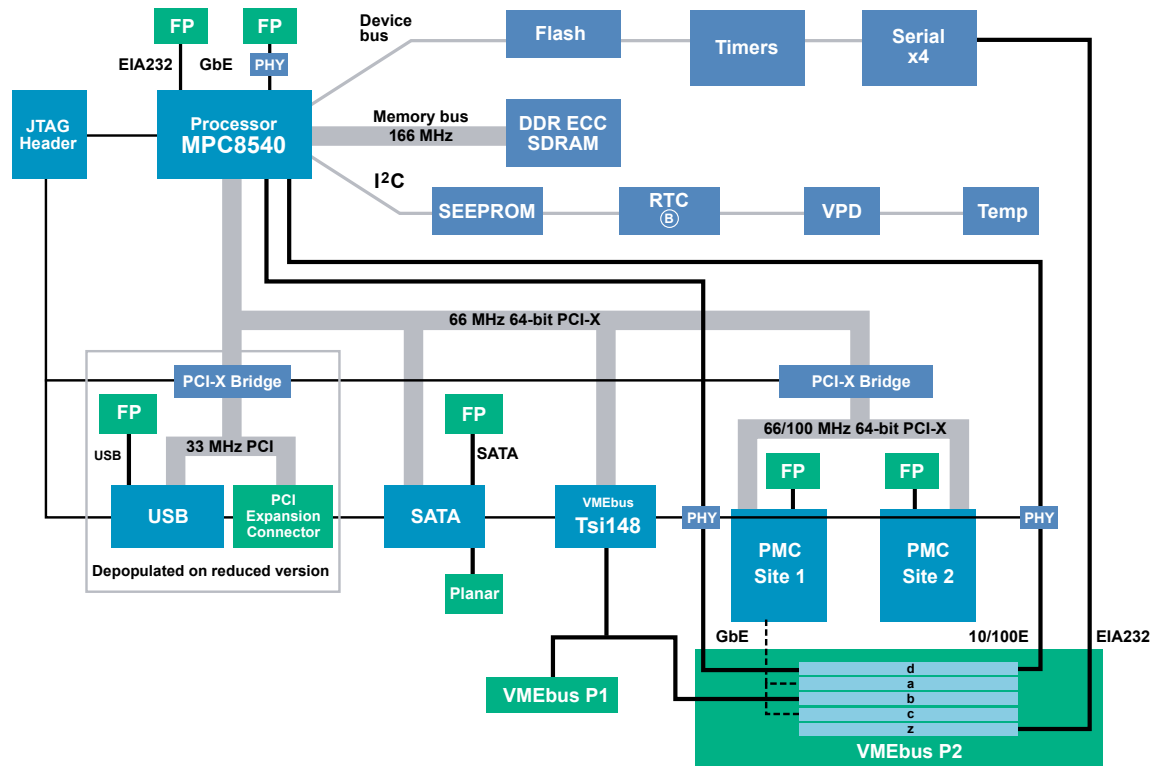 FP
FP
Device
bus
Flash
Timers
Serial
x4
EIA232
GbE
PHY
JTAG
Header
Processor
MPC8540
Memory bus
166 MHz
DDR ECC
SDRAM
I²C
SEEPROM
RTC
B
VPD
Temp
66 MHz 64-bit PCI-X
PCI-X Bridge
PCI-X Bridge
FP
FP
33 MHz PCI
66/100 MHz 64-bit PCI-X
USB
SATA
FP
FP
USB
PCI
Expansion
Connector
SATA
VMEbus
Tsi148
PHY
PHY
PMC
Site 1
PMC
Site 2
Depopulated on reduced version
Planar
GbE
10/100E
EIA232
VMEbus P1
d
a
b
c
z
VMEbus P2